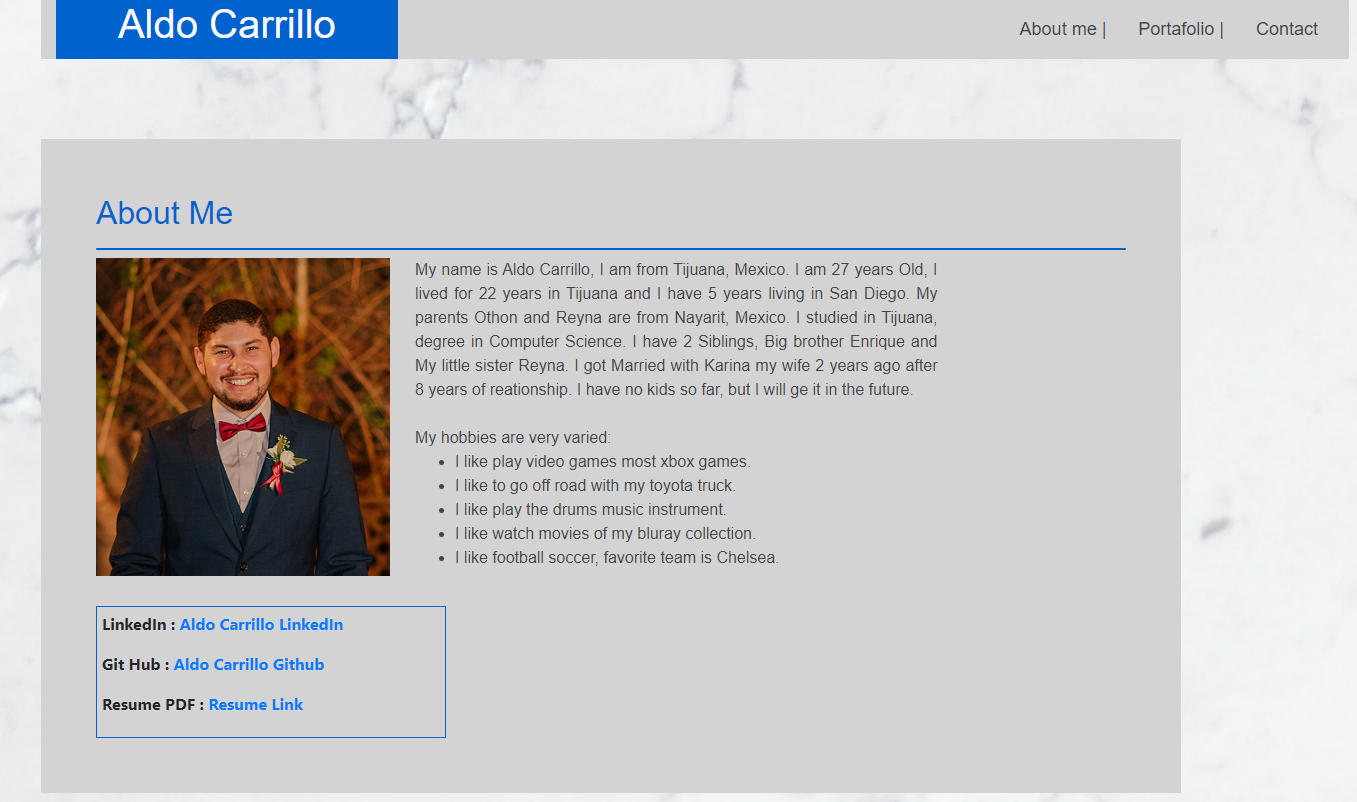 Aldo Carrillo
About me |
Portafolio |
Contact
About Me
My name is Aldo Carrillo, I am from Tijuana, Mexico. I am 27 years Old, I
lived for 22 years in Tijuana and I have 5 years living in San Diego. My
parents Othon and Reyna are from Nayarit, Mexico. I studied in Tijuana,
degree in Computer Science. I have 2 Siblings, Big brother Enrique and
My little sister Reyna. I got Married with Karina my wife 2 years ago after
8 years of reationship. I have no kids so far, but I will ge it in the future.
My hobbies are very varied:
• I like play video games most xbox games.
• I like to go off road with my toyota truck.
• I like play the drums music instrument.
• I like watch movies of my bluray collection.
• I like football soccer, favorite team is Chelsea.
LinkedIn : Aldo Carrillo LinkedIn
Git Hub : Aldo Carrillo Github
Resume PDF : Resume Link